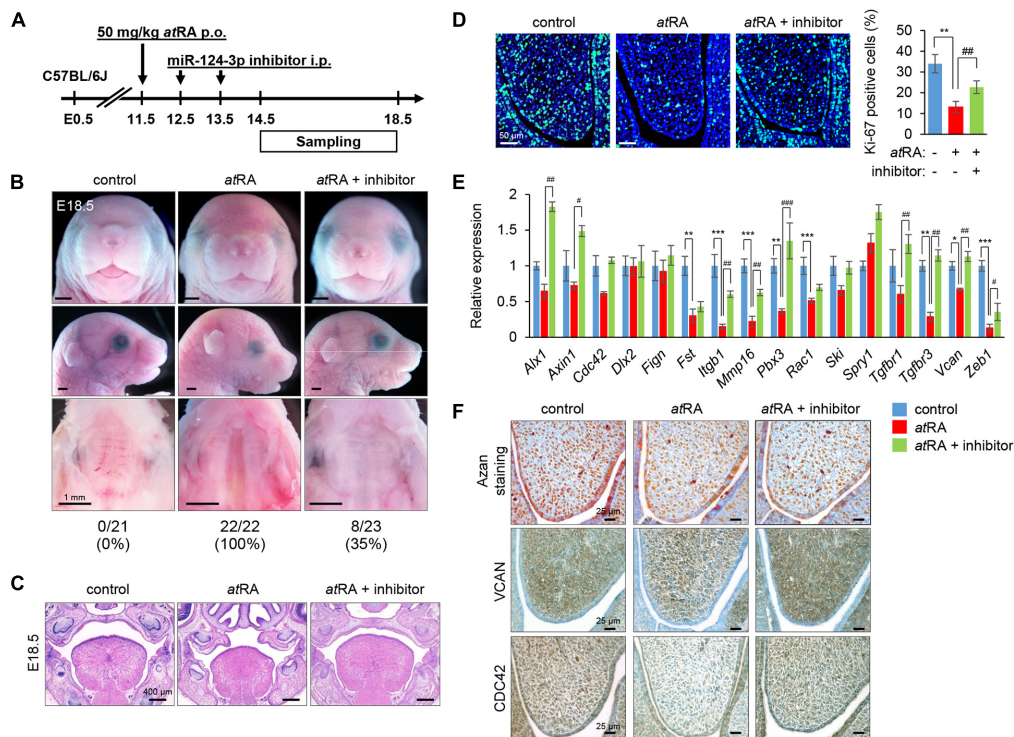 A
50 mg/kg atRA p.o.
miR-124-3p inhibitor i.p.
C57BL/6J
E0.5 11.5 12.5 13.5 14.5 18.5
Sampling
B
control atRA atRA + inhibitor
E18.5
1 mm
0/21 22/22 8/23
(0%) (100%) (35%)
C
control atRA atRA + inhibitor
E18.5
400 µm
D
control atRA atRA + inhibitor
50 µm
Ki-67 positive cells (%)
50
40
30
20
10
0
** ##
atRA: - + +
inhibitor: - - +
E
Relative expression
2
1.5
1
0.5
0
## # ** *** ## *** ## ** ### *** ## ** ## * ## *** #
Alx1 Axin1 Cdc42 Dlx2 Fign Fst Itgb1 Mmp16 Pbx3 Rac1 Ski Spry1 Tgfbr1 Tgfbr3 Vcan Zeb1
control
atRA
atRA + inhibitor
F
control atRA atRA + inhibitor
Azan
staining
25 µm 25 µm
VCAN
25 µm
CDC42
25 µm